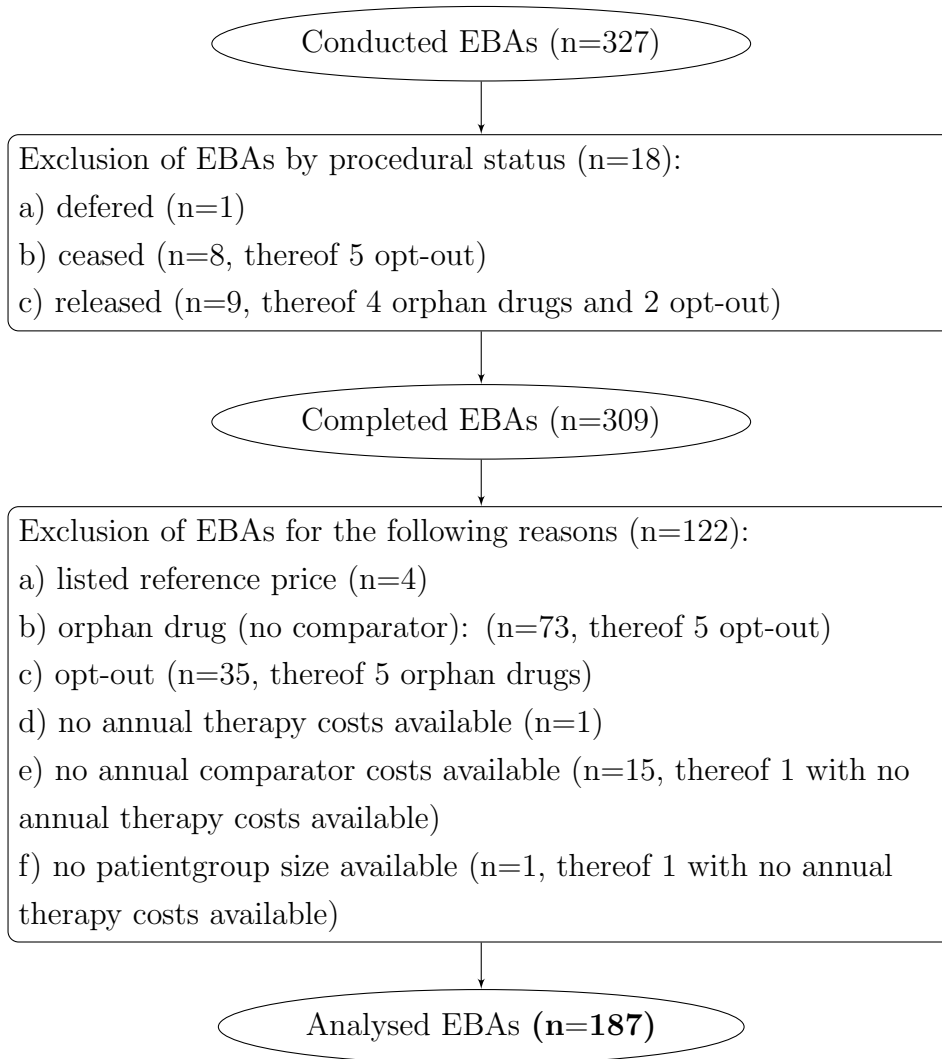 Conducted EBAs (n=327)
Exclusion of EBAs by procedural status (n=18):
a) defered (n=1)
b) ceased (n=8, thereof 5 opt-out)
c) released (n=9, thereof 4 orphan drugs and 2 opt-out)
Completed EBAs (n=309)
Exclusion of EBAs for the following reasons (n=122):
a) listed reference price (n=4)
b) orphan drug (no comparator): (n=73, thereof 5 opt-out)
c) opt-out (n=35, thereof 5 orphan drugs)
d) no annual therapy costs available (n=1)
e) no annual comparator costs available (n=15, thereof 1 with no
annual therapy costs available)
f) no patientgroup size available (n=1, thereof 1 with no annual
therapy costs available)
Analysed EBAs (n=187)